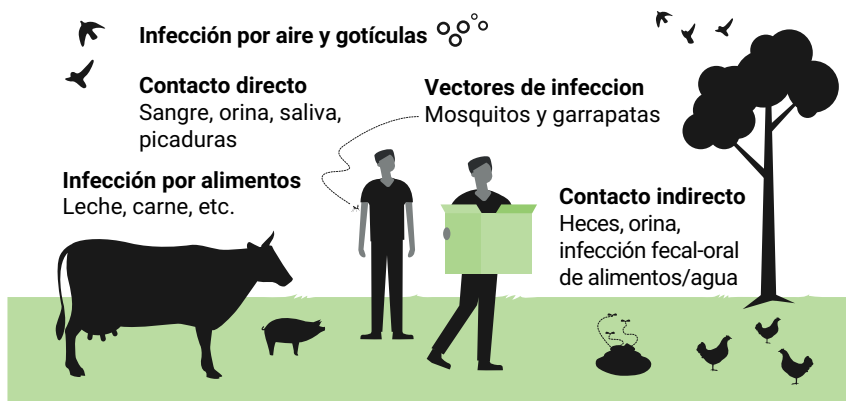 Infección por aire y gotículas
Contacto directo
Sangre, orina, saliva,
picaduras
Vectores de infeccion
Mosquitos y garrapatas
Infección por alimentos
Leche, carne, etc.
Contacto indirecto
Heces, orina,
infección fecal-oral
de alimentos/agua